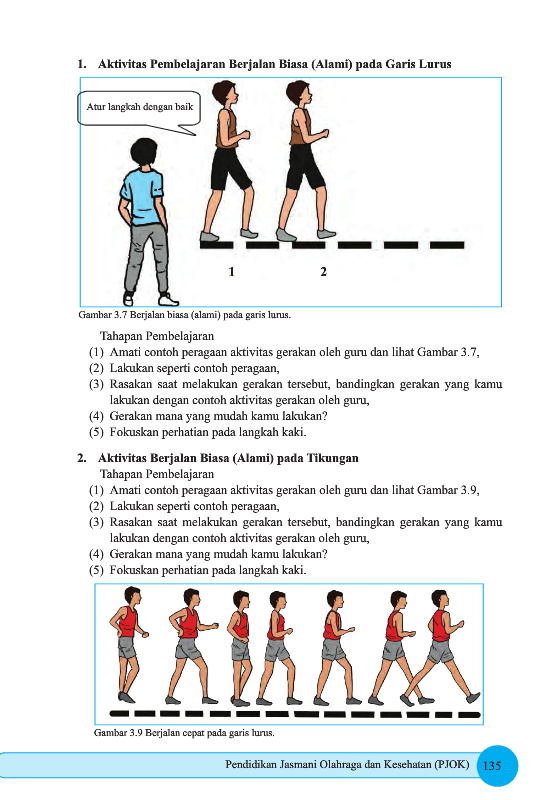 1. Aktivitas Pembelajaran Berjalan Biasa (Alami) pada Garis Lurus
Atur langkah dengan baik
1 2
Gambar 3.7 Berjalan biasa (alami) pada garis lurus.
Tahapan Pembelajaran
(1) Amati contoh peragaan aktivitas gerakan oleh guru dan lihat Gambar 3.7,
(2) Lakukan seperti contoh peragaan,
(3) Rasakan saat melakukan gerakan tersebut, bandingkan gerakan yang kamu
lakukan dengan contoh aktivitas gerakan oleh guru,
(4) Gerakan mana yang mudah kamu lakukan?
(5) Fokuskan perhatian pada langkah kaki.
2. Aktivitas Berjalan Biasa (Alami) pada Tikungan
Tahapan Pembelajaran
(1) Amati contoh peragaan aktivitas gerakan oleh guru dan lihat Gambar 3.9,
(2) Lakukan seperti contoh peragaan,
(3) Rasakan saat melakukan gerakan tersebut, bandingkan gerakan yang kamu
lakukan dengan contoh aktivitas gerakan oleh guru,
(4) Gerakan mana yang mudah kamu lakukan?
(5) Fokuskan perhatian pada langkah kaki.
Gambar 3.9 Berjalan cepat pada garis lurus.
Pendidikan Jasmani Olahraga dan Kesehatan (PJOK) 135